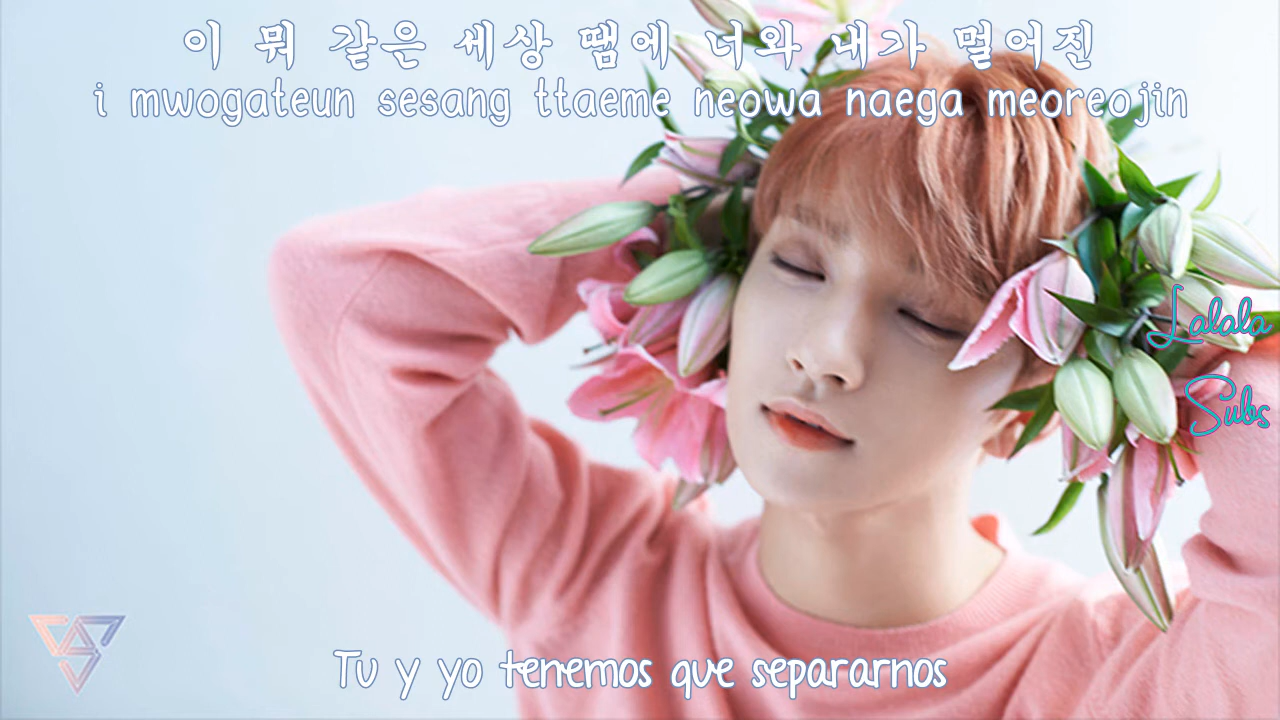 이 뭐 같은 세상 땜에 너와 내가 멀어진
i mwogateun sesang ttaeme neowa naega meoreojin
Lalala
Subs
Tu y yo tenemos que separarnos